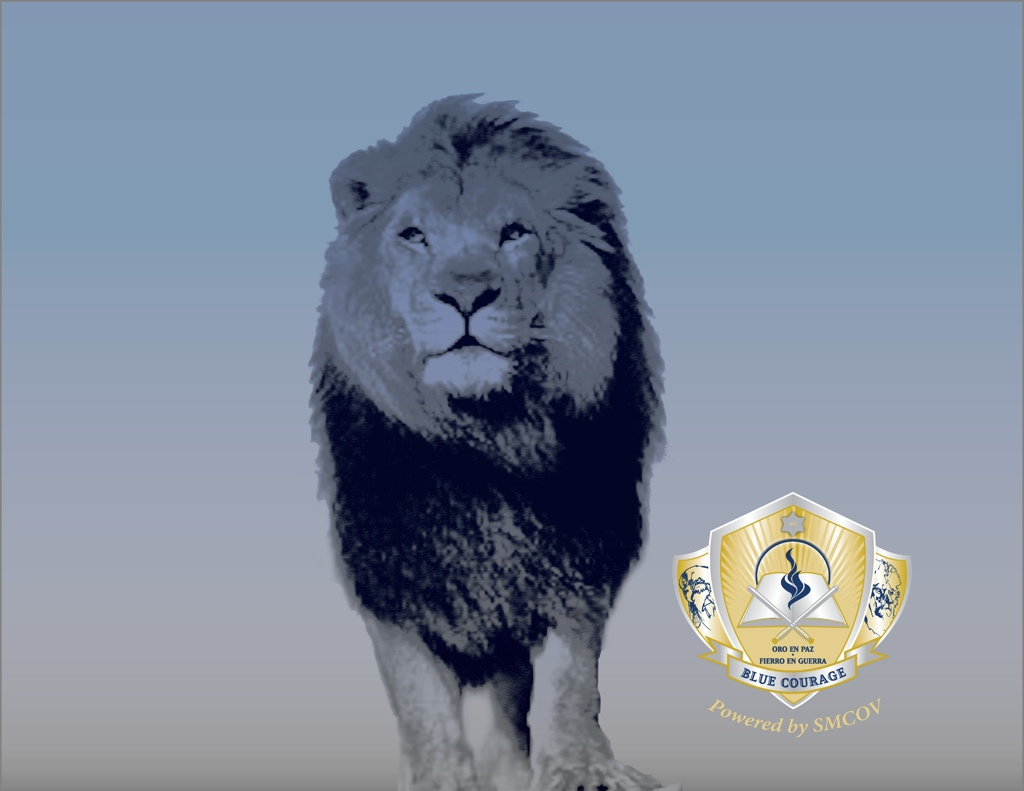 ORO EN PAZ
•
FIERRO EN GUERRA
BLUE COURAGE
Powered by SMCOV